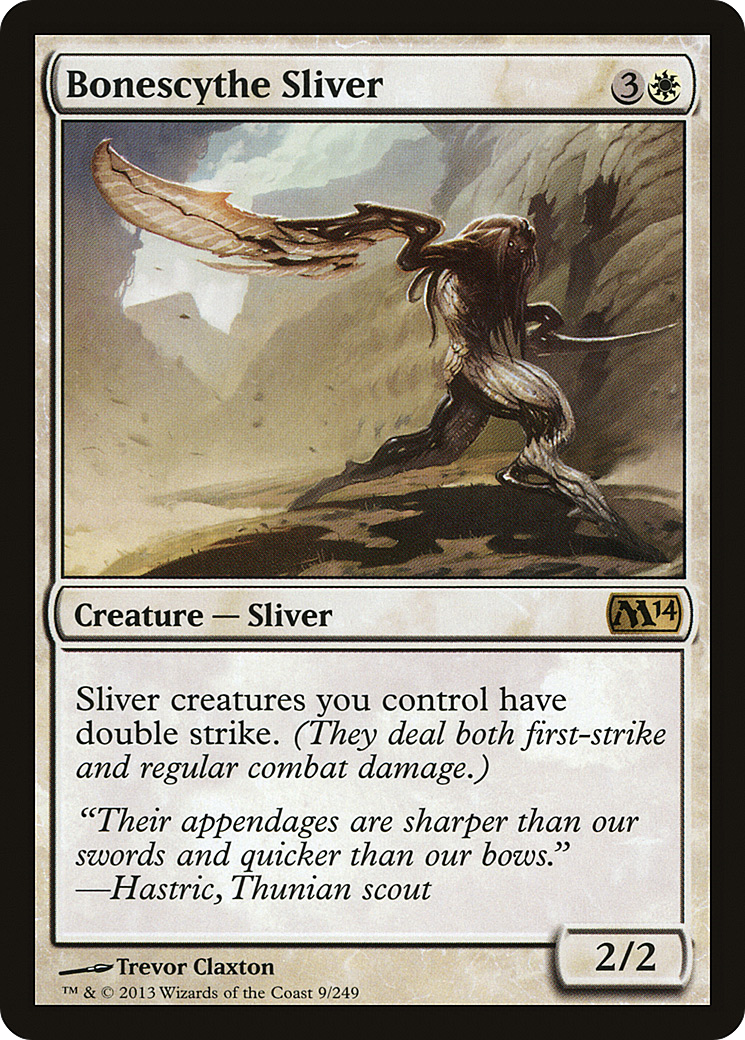 Bonescythe Sliver 3
Creature — Sliver M14
Sliver creatures you control have
double strike. (They deal both first-strike
and regular combat damage.)
“Their appendages are sharper than our
swords and quicker than our bows.”
—Hastric, Thunian scout
2/2
Trevor Claxton
™ & © 2013 Wizards of the Coast 9/249